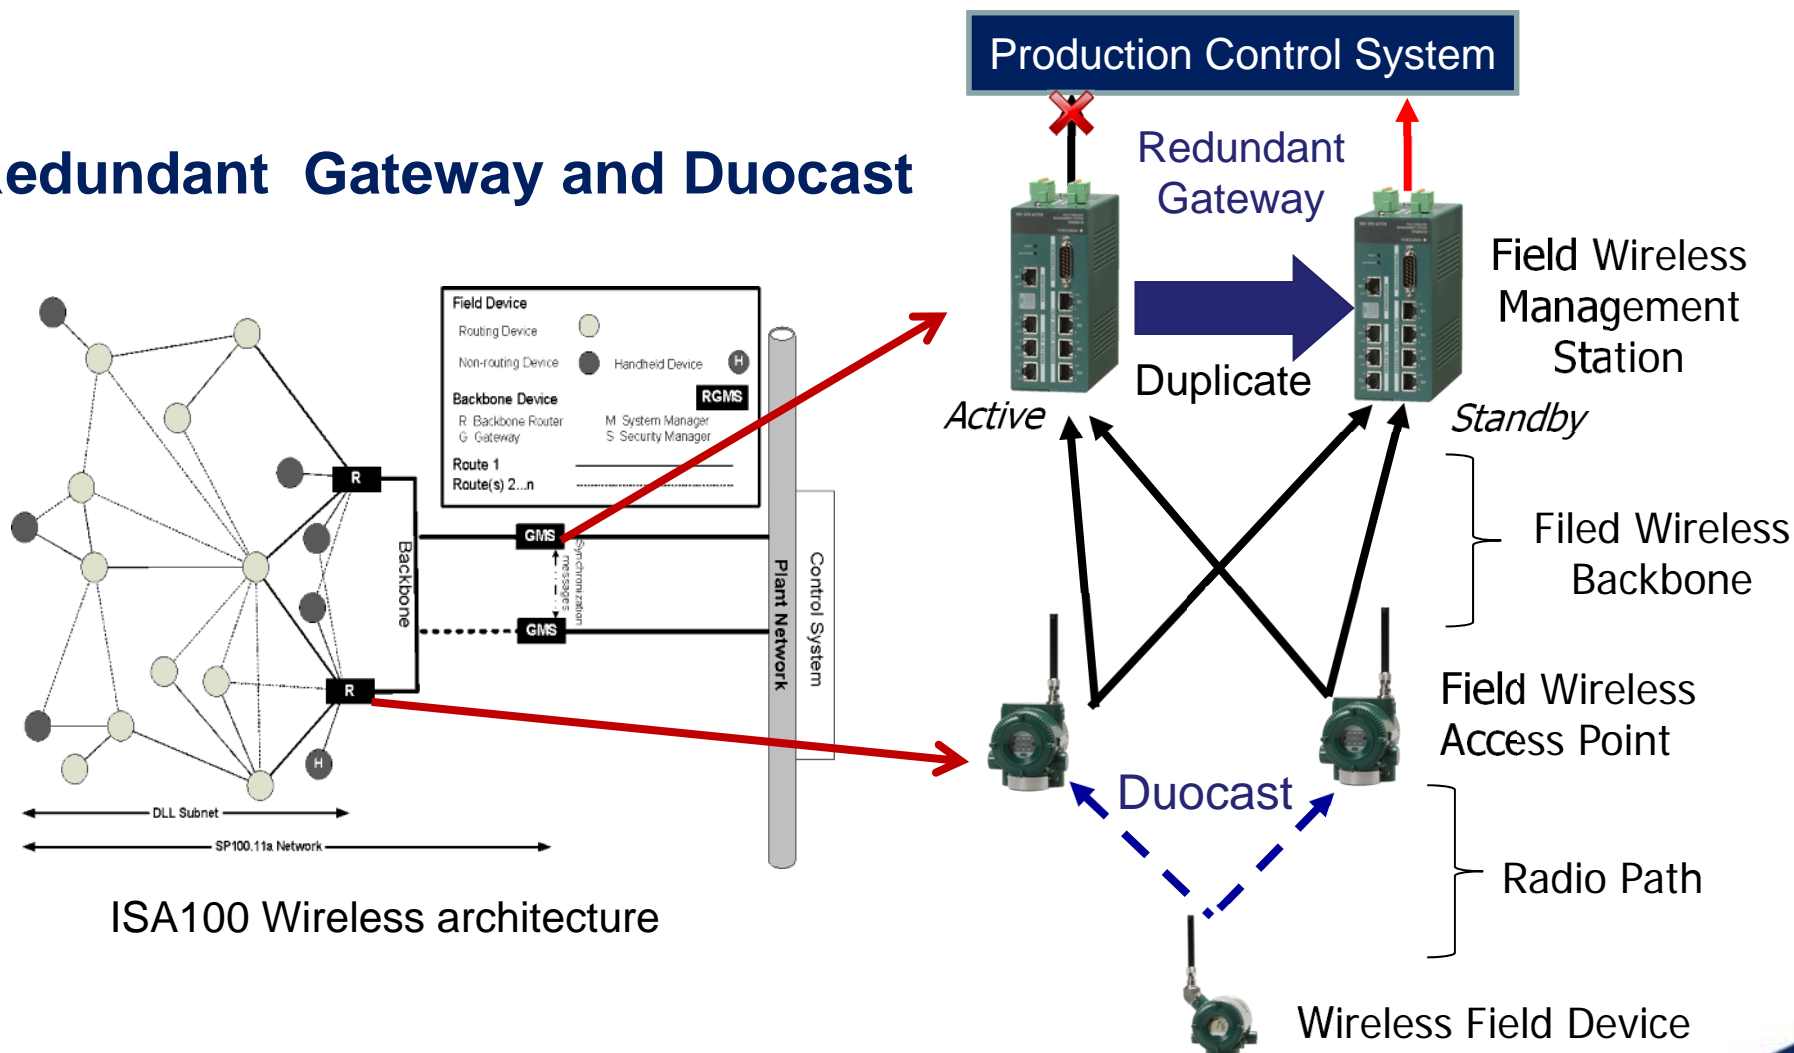 Production Control System
edundant  Gateway and Duocast
Redundant
Gateway
Field Wireless
Management
Station
Duplicate
Active
Standby
Field Device
Routing Device
Non-routing Device
Handheld Device
H
Backbone Device
RGMS
R Backbone Router
M System Manager
G Gateway
S Security Manager
Route 1
Route(s) 2...n
R
Backbone
GMS
Synchronization
messages
GMS
Plant Network
Control System
R
H
DLL Subnet
SP100.11a Network
ISA100 Wireless architecture
Filed Wireless
Backbone
Field Wireless
Access Point
Duocast
Radio Path
Wireless Field Device